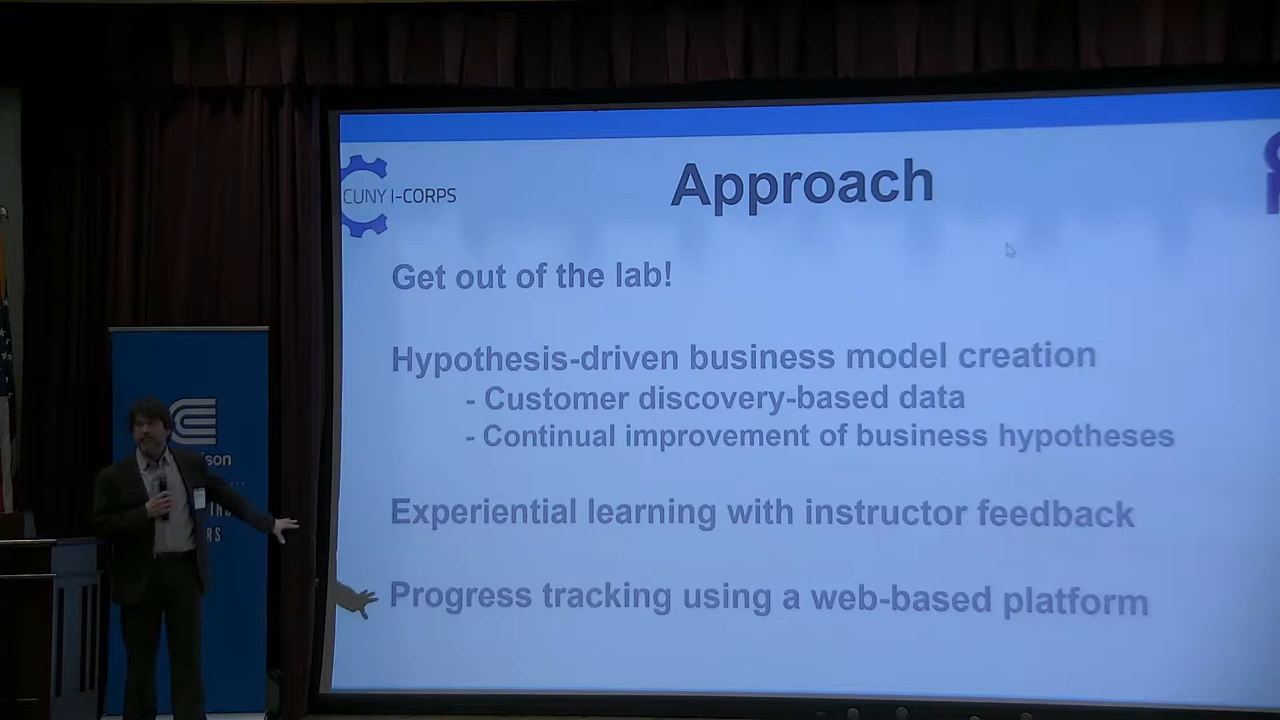 Approach
CUNY I-CORPS
Get out of the lab!
Hypothesis-driven business model creation
- Customer discovery-based data
- Continual improvement of business hypotheses
Experiential learning with instructor feedback
Progress tracking using a web-based platform